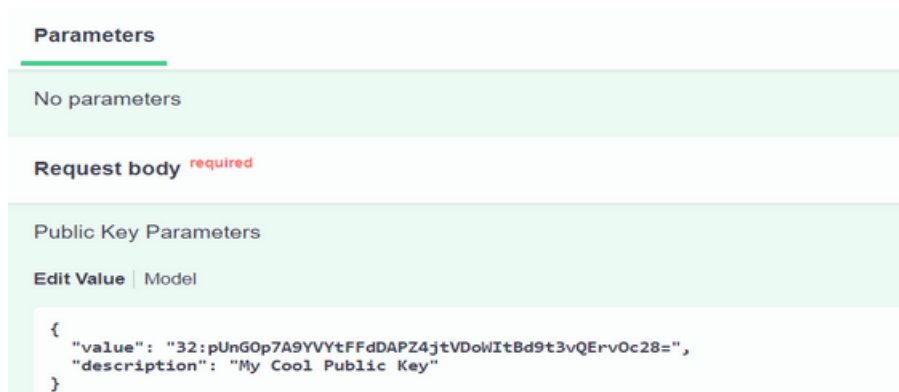 Parameters
No parameters
Request body required
Public Key Parameters
Edit Value | Model
{
"value": "32:pUnGOp7A9YVYtFFdDAPZ4jtVDoWItBd9t3vQErvOc28=",
"description": "My Cool Public Key"
}